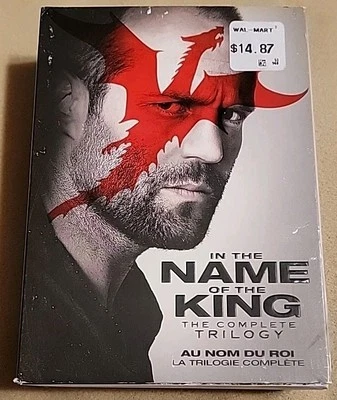 WAL-MART
$14.87
IN THE
NAME
OF THE
KING
THE COMPLETE
TRILOGY
AU NOM DU ROI
LA TRILOGIE COMPLÈTE